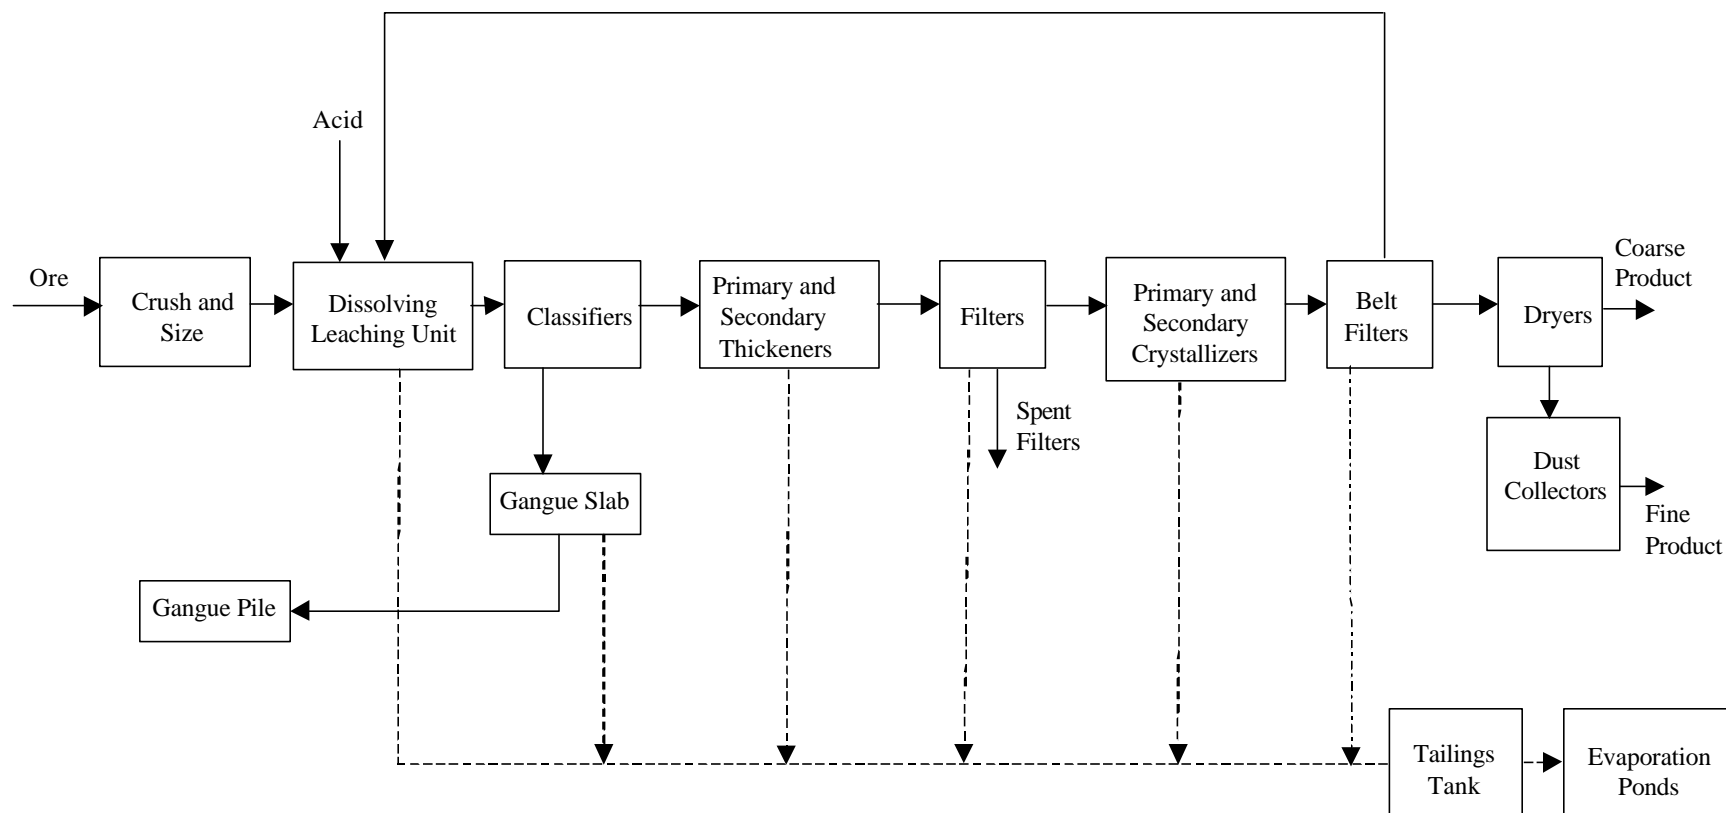 Acid
Ore
Crush and
Size
Dissolving
Leaching Unit
Classifiers
Primary and
Secondary
Thickeners
Filters
Primary and
Secondary
Crystallizers
Belt
Filters
Dryers
Coarse
Product
Spent
Filters
Dust
Collectors
Fine
Product
Gangue Slab
Gangue Pile
Tailings
Tank
Evaporation
Ponds